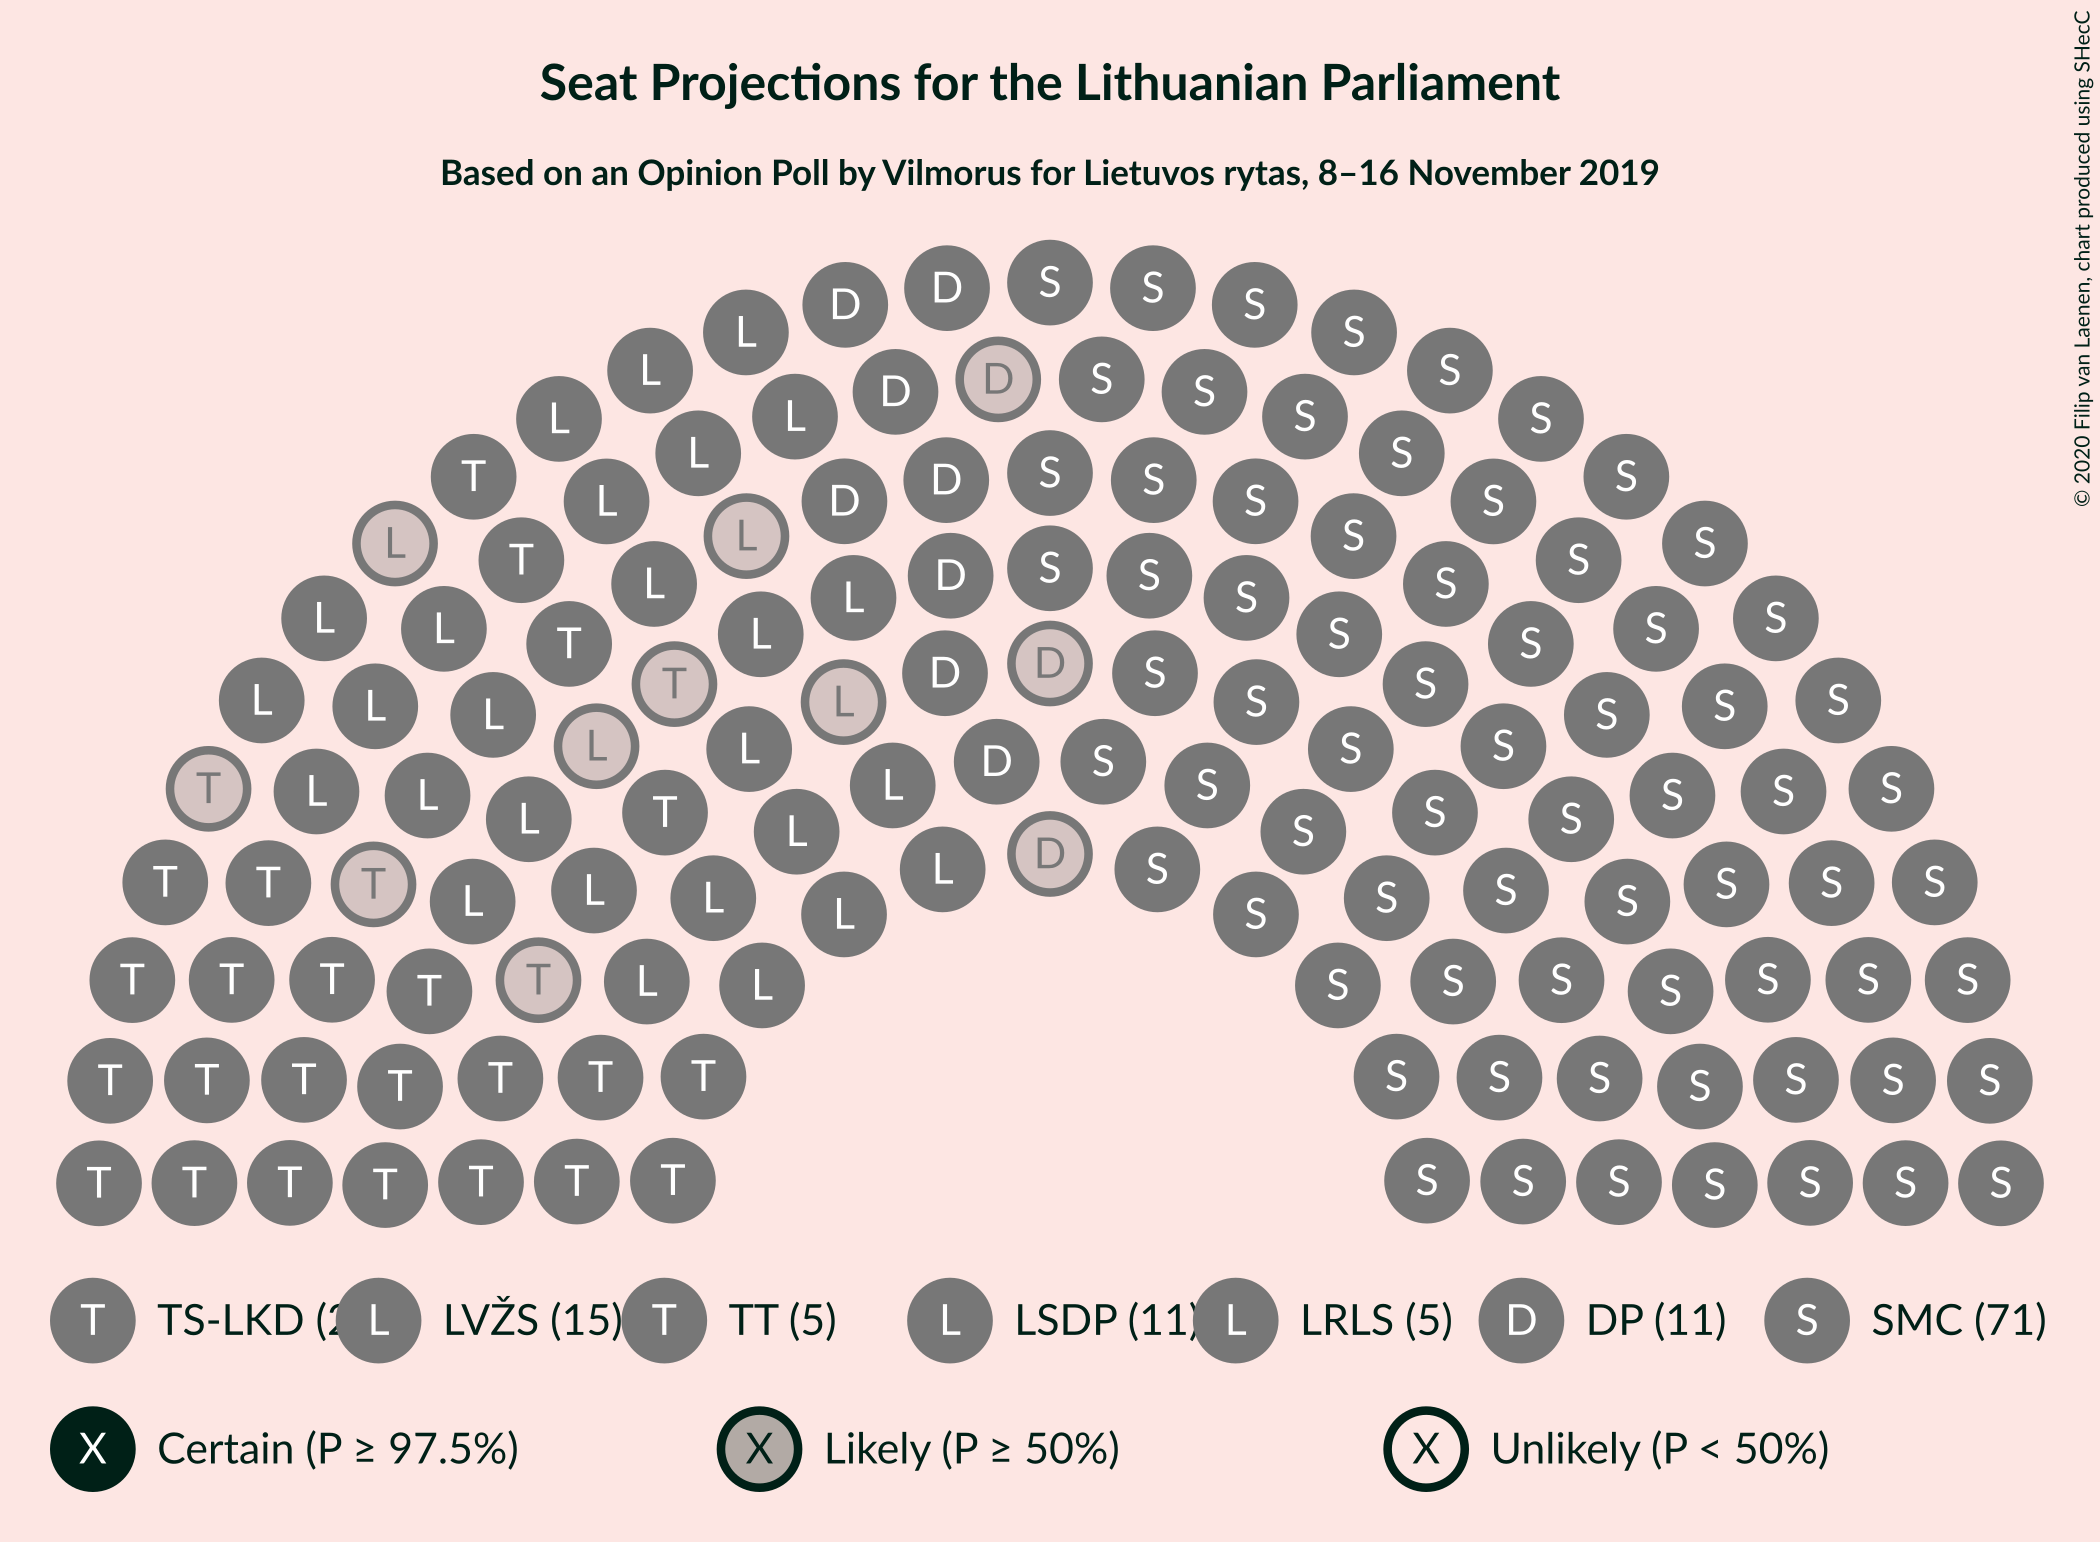 Seat Projections for the Lithuanian Parliament
Based on an Opinion Poll by Vilmorus for Lietuvos rytas, 8–16 November 2019
© 2020 Filip van Laenen, chart produced using SHecC
S
D S
D S
L S
D S
D S
L S
D S
L S
L S
L S
T TS-LKD L LVŽS (15) T TT (5) L LSDP (11) L LRLS (5) D DP (11) S SMC (71)
X Certain (P ≥ 97.5%) X Likely (P ≥ 50%) X Unlikely (P < 50%)